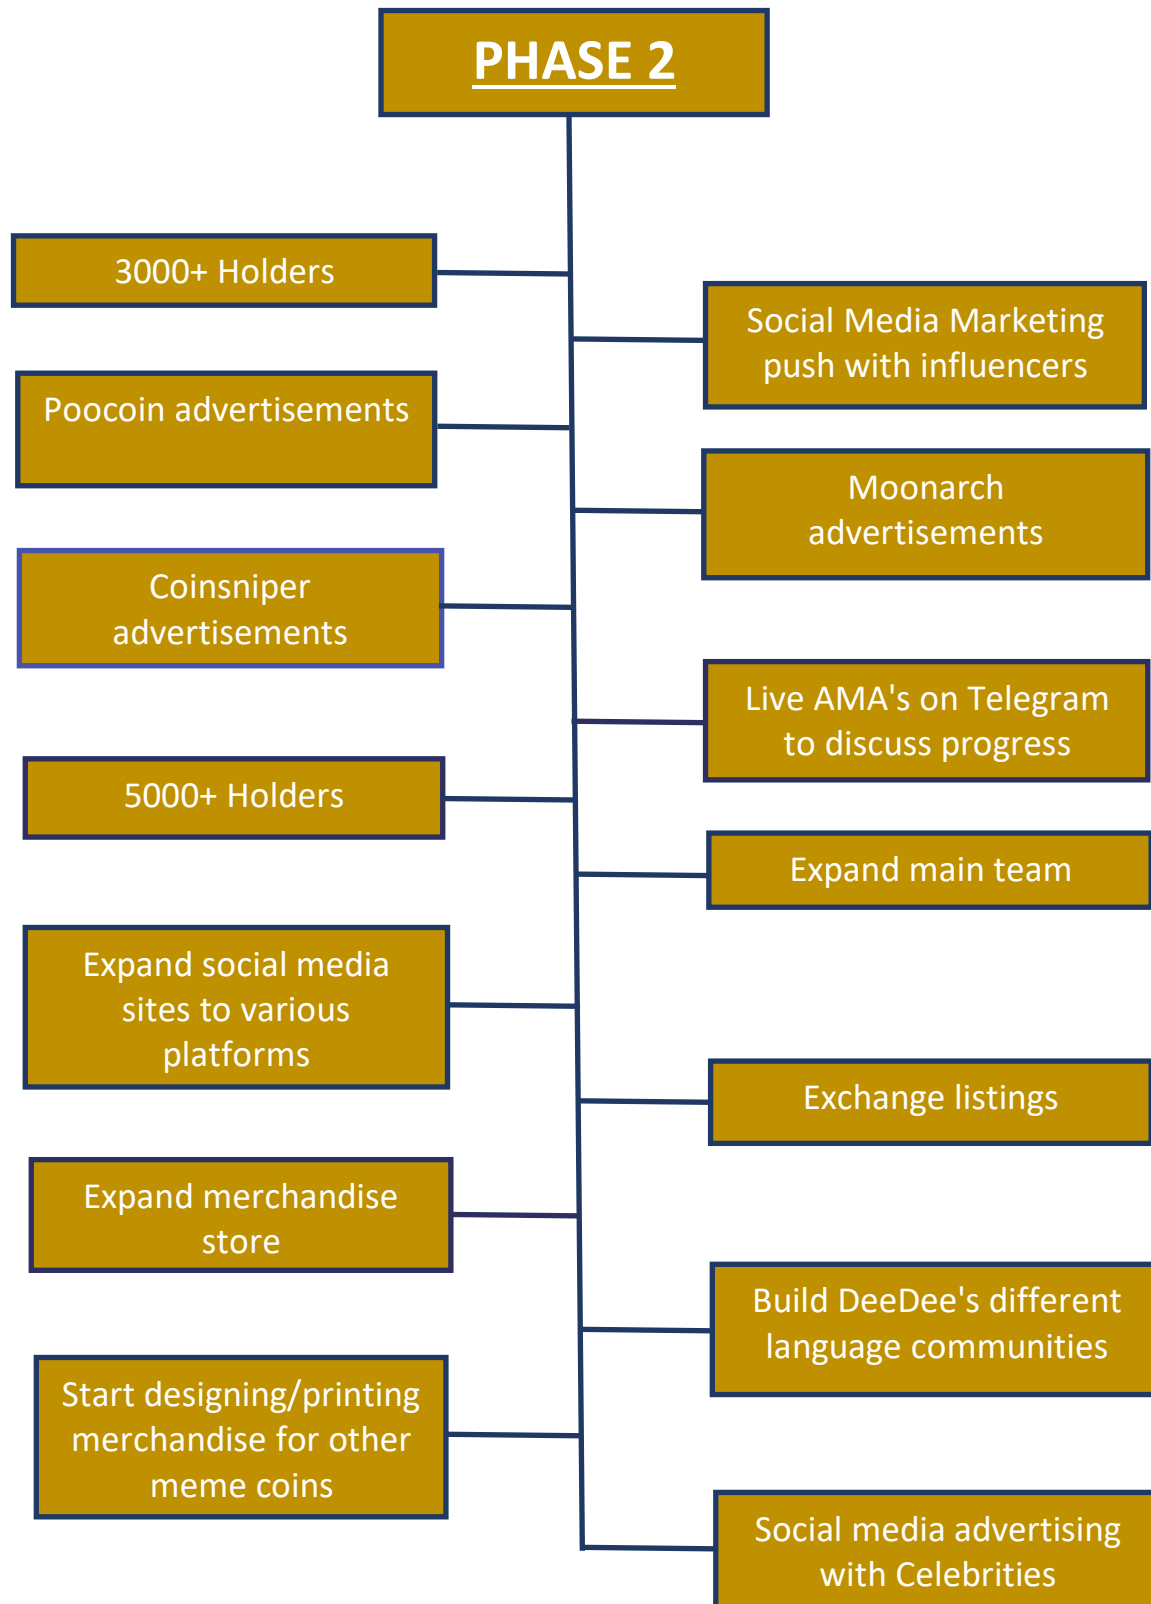 PHASE 2
3000+ Holders
Social Media Marketing
push with influencers
Poocoin advertisements
Moonarch
advertisements
Coinsniper
advertisements
Live AMA's on Telegram
to discuss progress
5000+ Holders
Expand main team
Expand social media
sites to various
platforms
Exchange listings
Expand merchandise
store
Build DeeDee's different
language communities
Start designing/printing
merchandise for other
meme coins
Social media advertising
with Celebrities